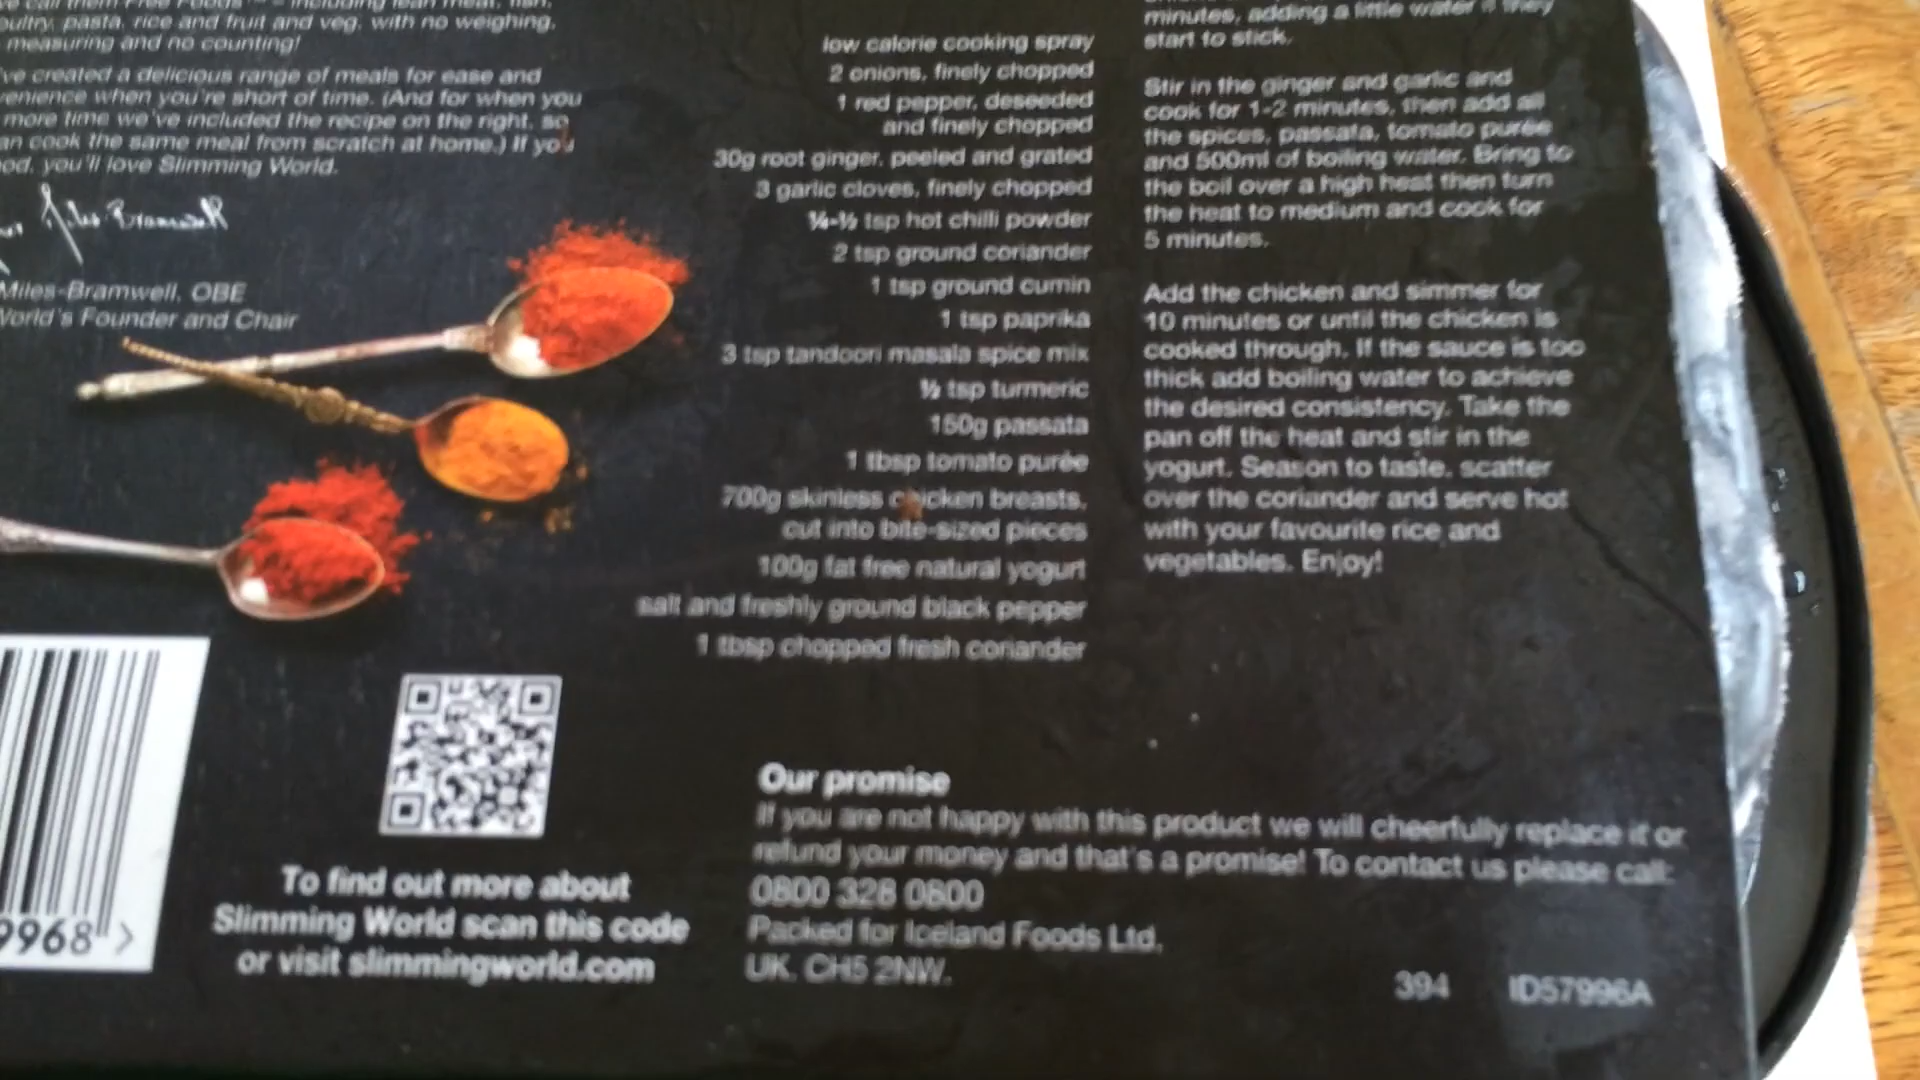 ultry, pasta, rice and fruit and veg, with no weighing,
measuring and no counting!
've created a delicious range of meals for ease and
venience when you're short of time. (And for when you
more time we've included the recipe on the right, so
an cook the same meal from scratch at home.) If you
od, you'll love Slimming World.
Miles-Bramwell
Miles-Bramwell, OBE
World's Founder and Chair
9968 >
To find out more about
Slimming World scan this code
or visit slimmingworld.com
low calorie cooking spray
2 onions, finely chopped
1 red pepper, deseeded
and finely chopped
30g root ginger, peeled and grated
3 garlic cloves, finely chopped
¼-½ tsp hot chilli powder
2 tsp ground coriander
1 tsp ground cumin
1 tsp paprika
3 tsp tandoori masala spice mix
½ tsp turmeric
150g passata
1 tbsp tomato purée
700g skinless chicken breasts,
cut into bite-sized pieces
100g fat free natural yogurt
salt and freshly ground black pepper
1 tbsp chopped fresh coriander
minutes, adding a little water if they
start to stick.
Stir in the ginger and garlic and
cook for 1-2 minutes, then add all
the spices, passata, tomato purée
and 500ml of boiling water. Bring to
the boil over a high heat then turn
the heat to medium and cook for
5 minutes.
Add the chicken and simmer for
10 minutes or until the chicken is
cooked through. If the sauce is too
thick add boiling water to achieve
the desired consistency. Take the
pan off the heat and stir in the
yogurt. Season to taste, scatter
over the coriander and serve hot
with your favourite rice and
vegetables. Enjoy!
Our promise
If you are not happy with this product we will cheerfully replace it or
refund your money and that's a promise! To contact us please call:
0800 328 0800
Packed for Iceland Foods Ltd,
UK. CH5 2NW.
394 ID57996A